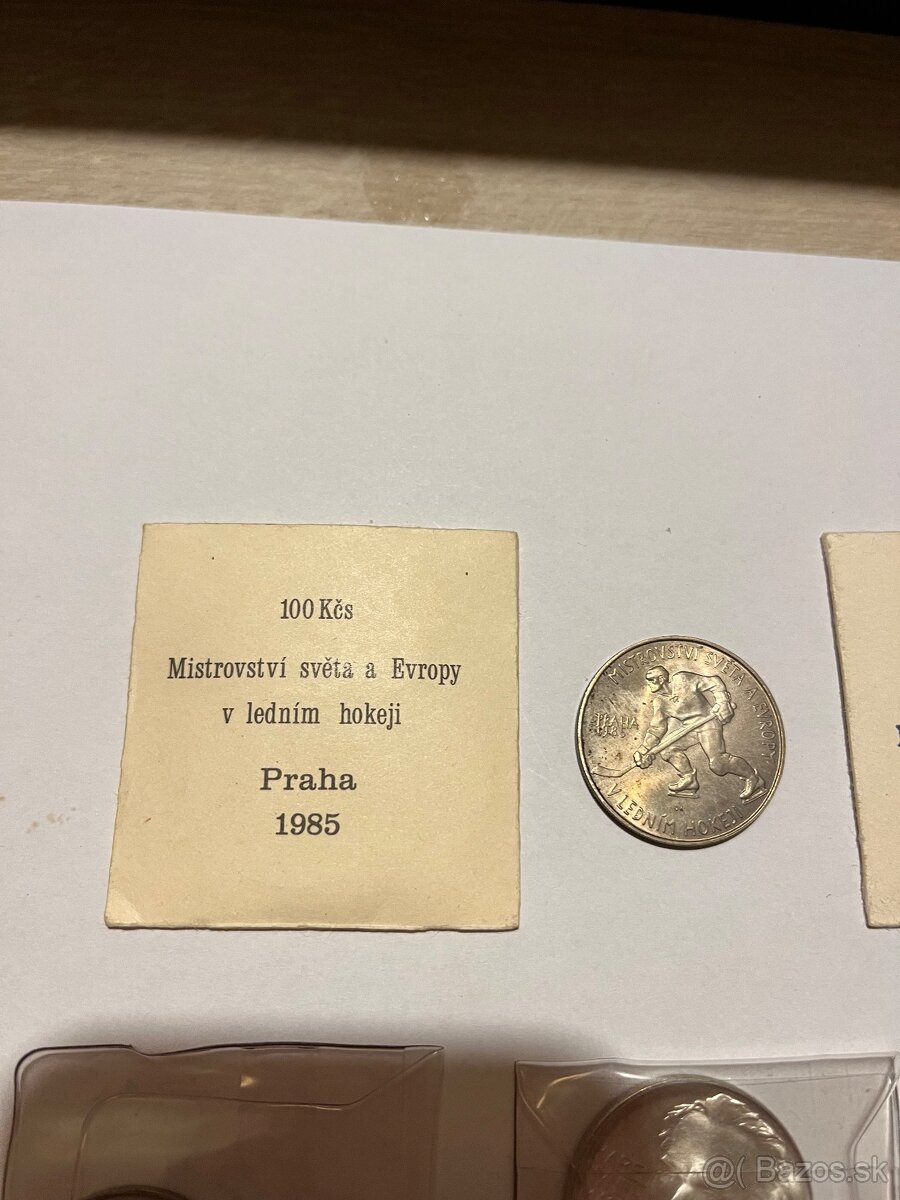 100 Kčs
Mistrovství světa a Evropy
v ledním hokeji
Praha
1985
MISTROVSTVÍ SVĚTA A EVROPY
PRAHA
1985
V LEDNÍM HOKEJI
@( Bazos.sk